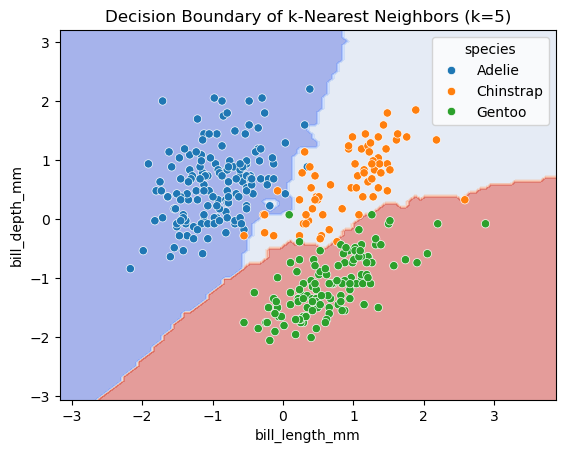 Decision Boundary of k-Nearest Neighbors (k=5)
species
Adelie
Chinstrap
Gentoo
bill_depth_mm
3
2
1
0
−1
−2
−3
−3
−2
−1
0
1
2
3
bill_length_mm